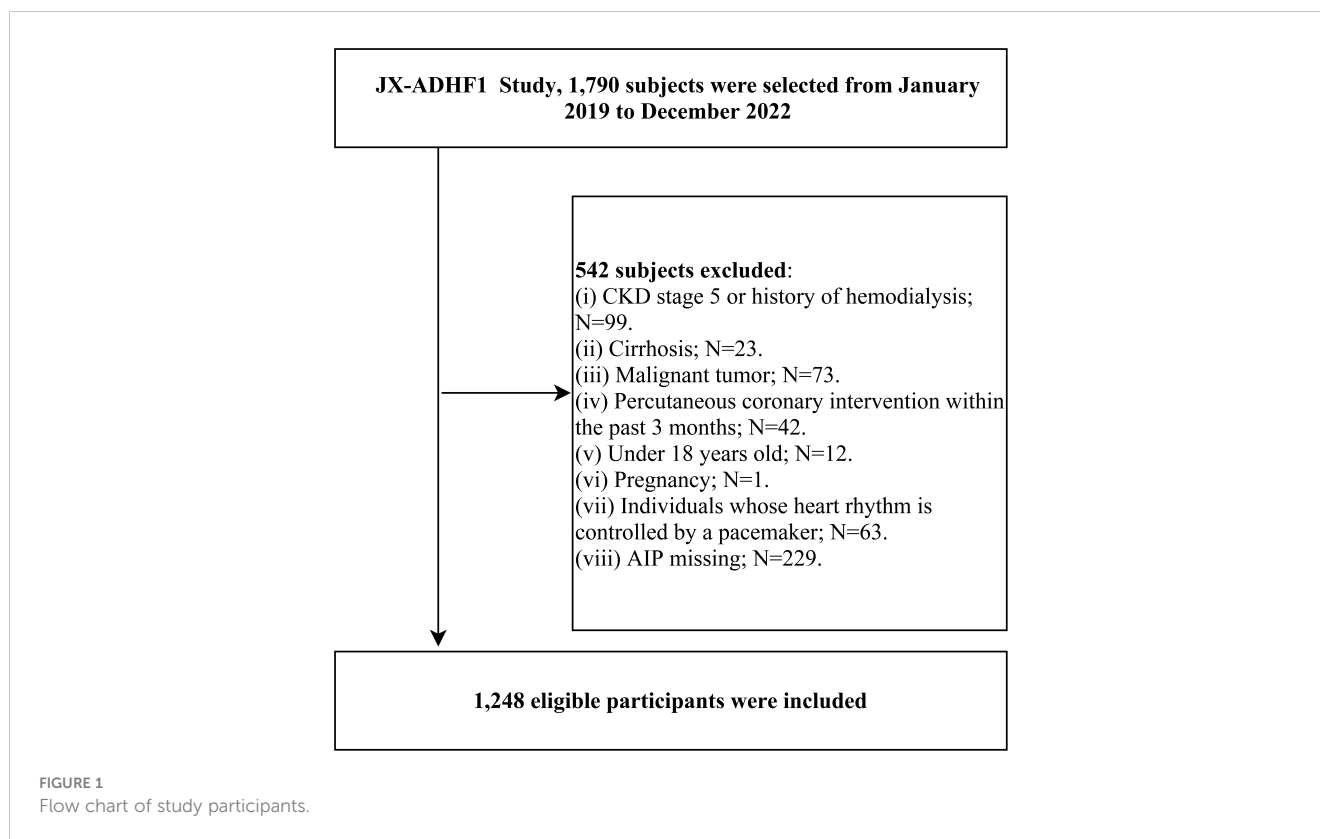 JX-ADHF1 Study, 1,790 subjects were selected from January
2019 to December 2022
542 subjects excluded:
(i) CKD stage 5 or history of hemodialysis;
N=99.
(ii) Cirrhosis; N=23.
(iii) Malignant tumor; N=73.
(iv) Percutaneous coronary intervention within
the past 3 months; N=42.
(v) Under 18 years old; N=12.
(vi) Pregnancy; N=1.
(vii) Individuals whose heart rhythm is
controlled by a pacemaker; N=63.
(viii) AIP missing; N=229.
1,248 eligible participants were included
FIGURE 1
Flow chart of study participants.